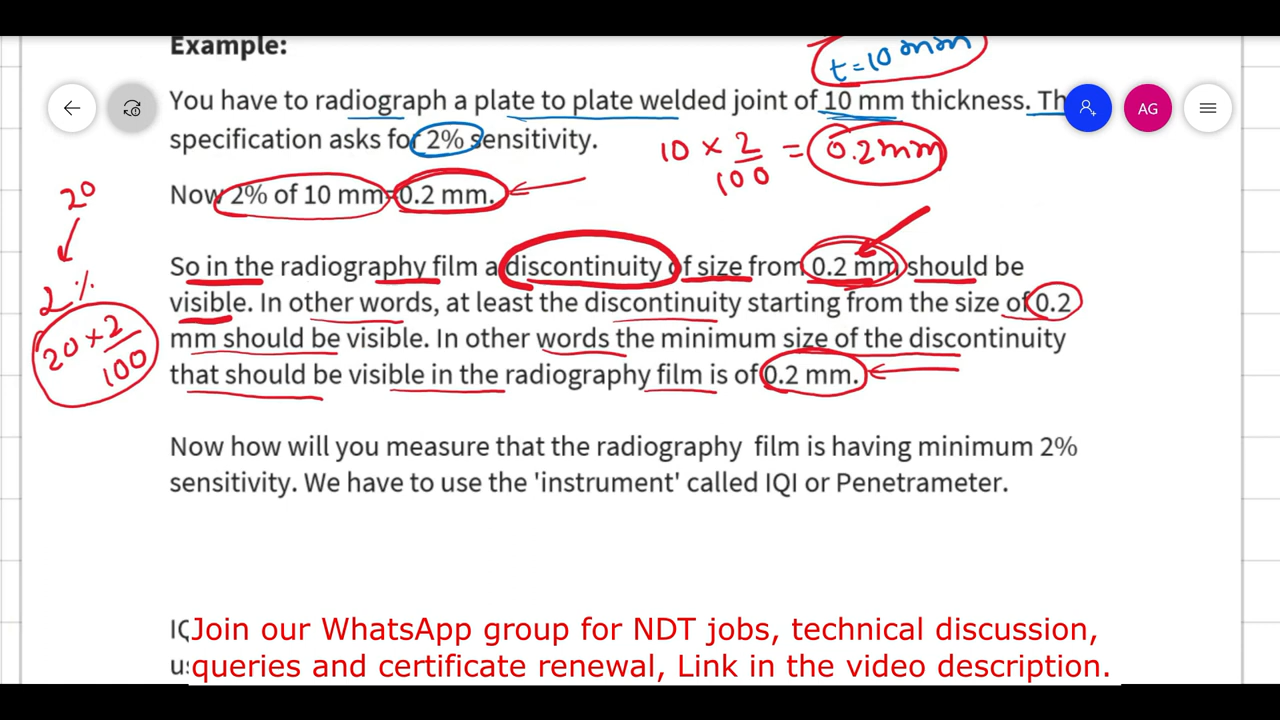 Example:
t=10mm
You have to radiograph a plate to plate welded joint of 10 mm thickness. Th
AG
specification asks for 2% sensitivity.
10 × 2/100 = 0.2mm
Now 2% of 10 mm=0.2 mm.
20
2%
20 × 2/100
So in the radiography film a discontinuity of size from 0.2 mm should be
visible. In other words, at least the discontinuity starting from the size of 0.2
mm should be visible. In other words the minimum size of the discontinuity
that should be visible in the radiography film is of 0.2 mm.
Now how will you measure that the radiography film is having minimum 2%
sensitivity. We have to use the 'instrument' called IQI or Penetrameter.
Join our WhatsApp group for NDT jobs, technical discussion,
queries and certificate renewal, Link in the video description.